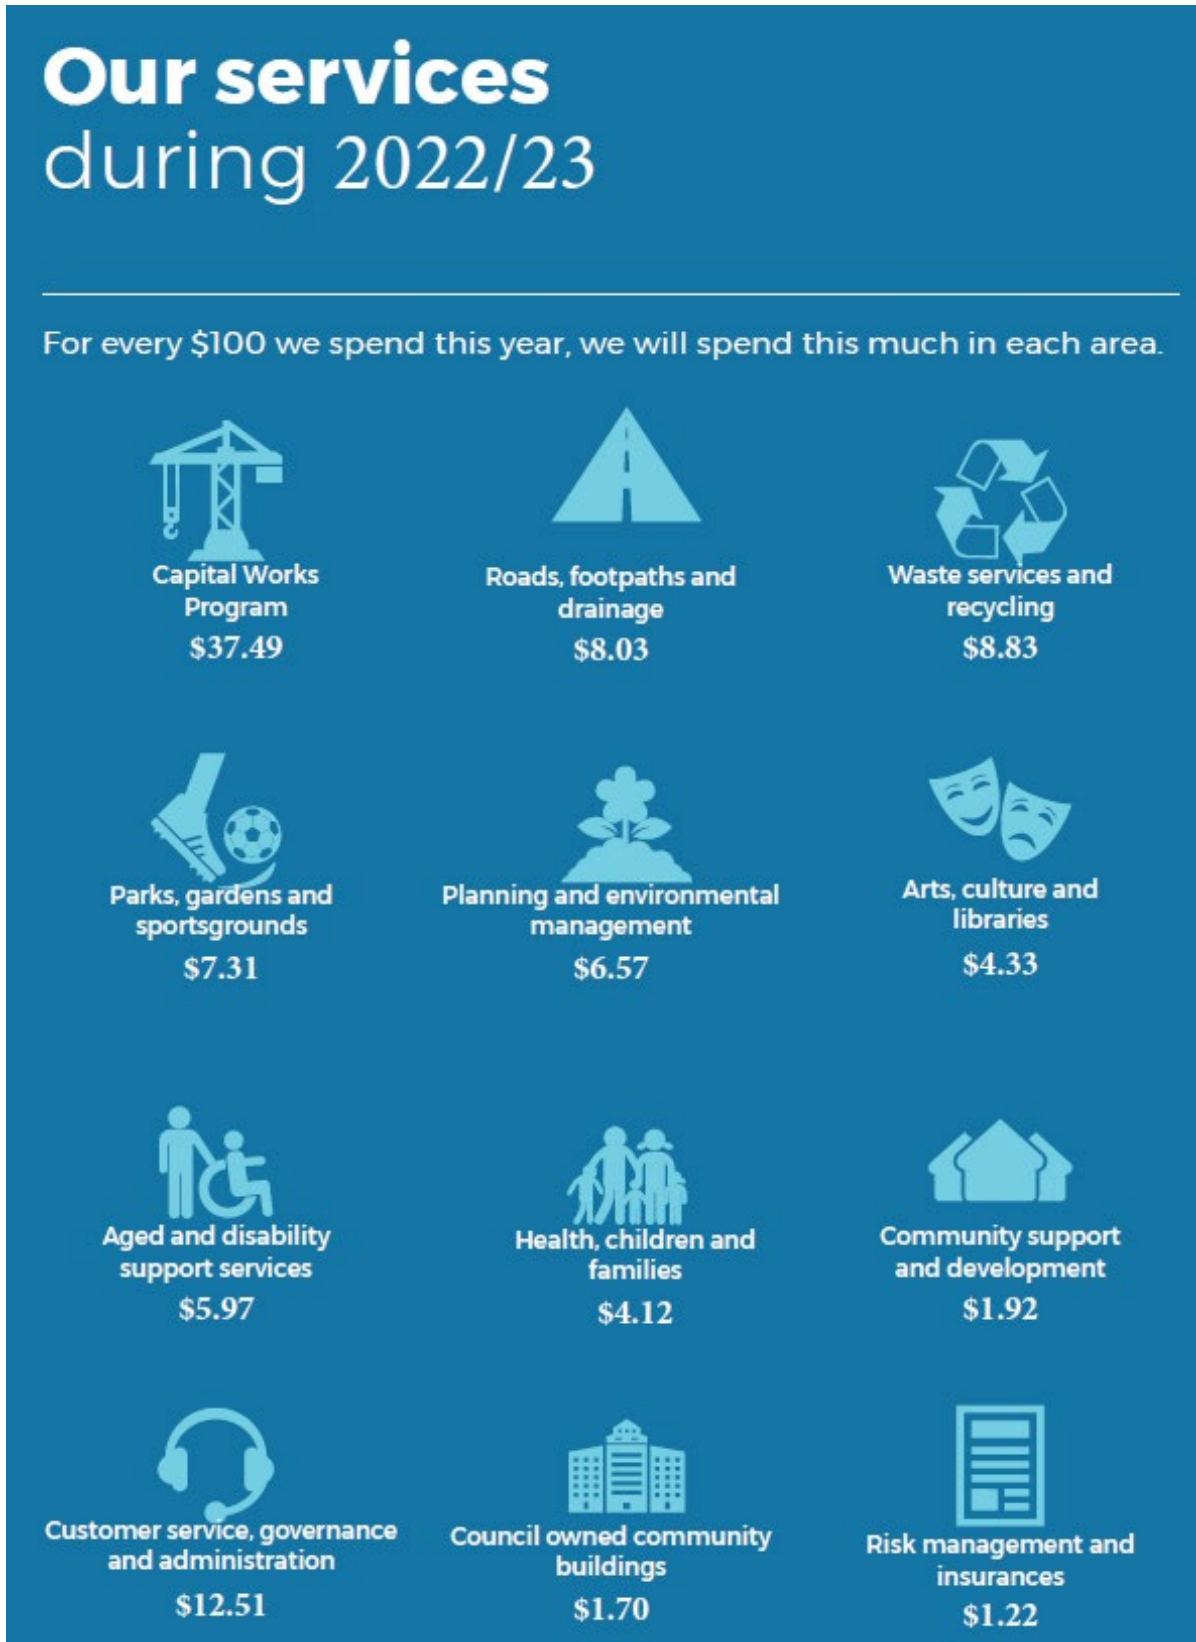 Our services
during 2022/23
For every $100 we spend this year, we will spend this much in each area.
Capital Works
Program
$37.49
Roads, footpaths and
drainage
$8.03
Waste services and
recycling
$8.83
Parks, gardens and
sportsgrounds
$7.31
Planning and environmental
management
$6.57
Arts, culture and
libraries
$4.33
Aged and disability
support services
$5.97
Health, children and
families
$4.12
Community support
and development
$1.92
Customer service, governance
and administration
$12.51
Council owned community
buildings
$1.70
Risk management and
insurances
$1.22